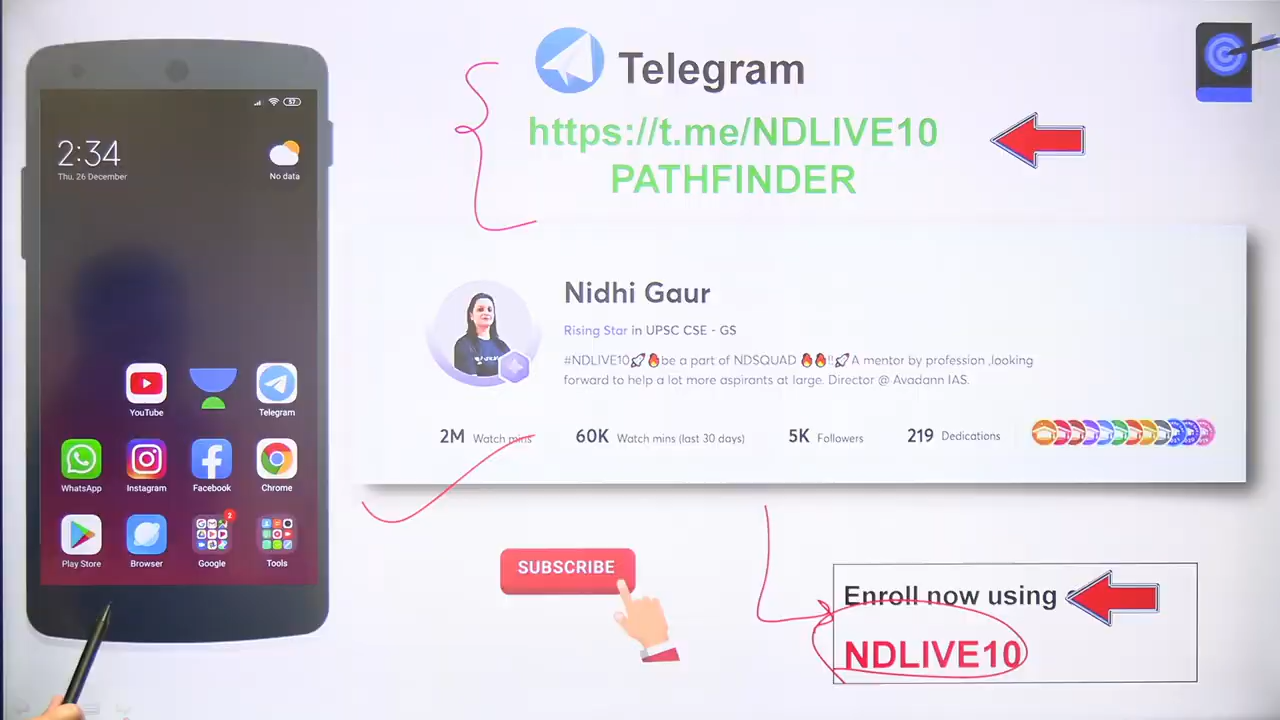 57
2:34
Thu, 26 December
No data
YouTube
Telegram
WhatsApp
Instagram
Facebook
Chrome
2
Play Store
Browser
Google
Tools
Telegram
https://t.me/NDLIVE10
PATHFINDER
Nidhi Gaur
Rising Star in UPSC CSE - GS
#NDLIVE10🚀🔥be a part of NDSQUAD 🔥🔥!!🚀A mentor by profession ,looking
forward to help a lot more aspirants at large. Director @ Avadann IAS.
2M Watch mins
60K Watch mins (last 30 days)
5K Followers
219 Dedications
SUBSCRIBE
Enroll now using
NDLIVE10